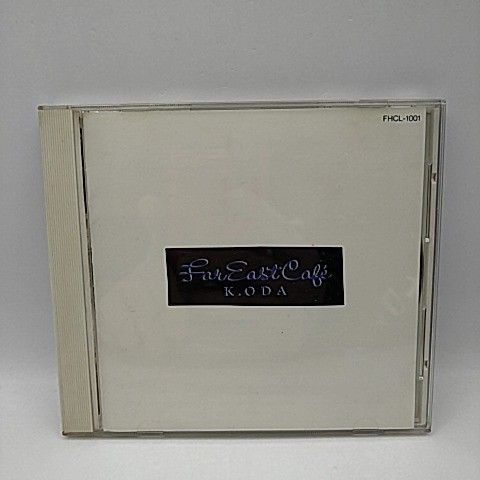 FHCL-1001
Far East Café
K.ODA